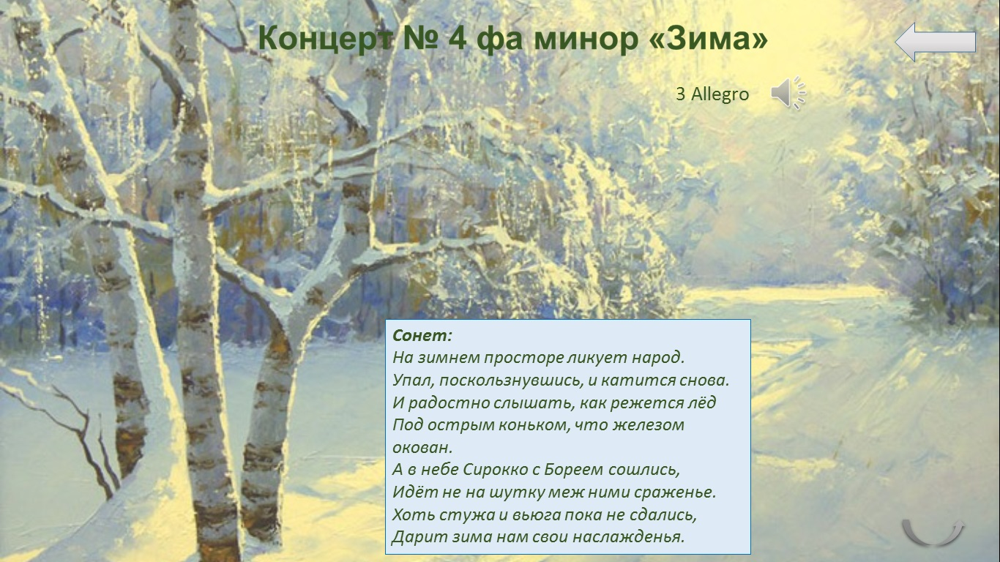 Концерт № 4 фа минор «Зима»
3 Allegro
Сонет:
На зимнем просторе ликует народ.
Упал, поскользнувшись, и катится снова.
И радостно слышать, как режется лёд
Под острым коньком, что железом
окован.
А в небе Сирокко с Бореем сошлись,
Идёт не на шутку меж ними сраженье.
Хоть стужа и вьюга пока не сдались,
Дарит зима нам свои наслажденья.